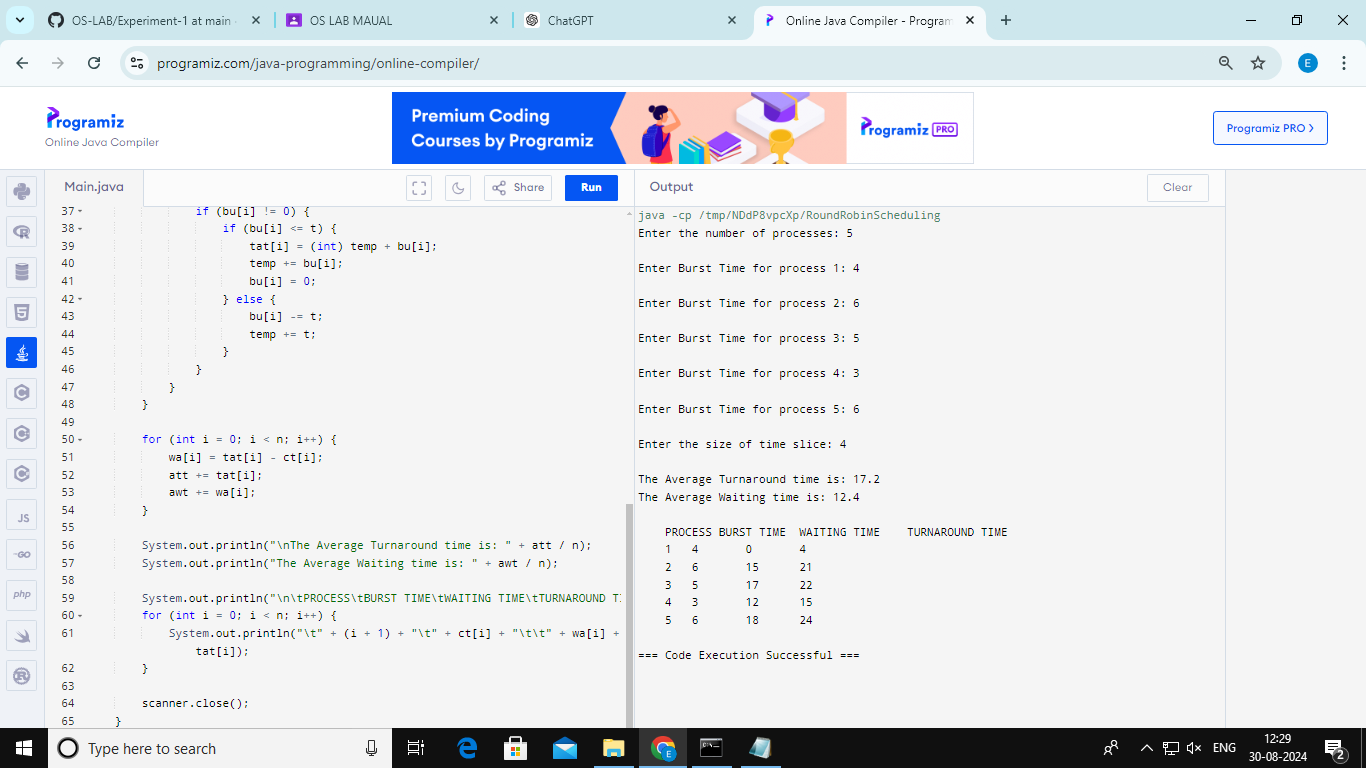 OS-LAB/Experiment-1 at main
OS LAB MAUAL
ChatGPT
Online Java Compiler - Program
programiz.com/java-programming/online-compiler/
E
Programiz
Online Java Compiler
Premium Coding
Courses by Programiz
Programiz PRO
Programiz PRO
Main.java
Share
Run
Output
Clear
37 if (bu[i] != 0) {
38 if (bu[i] <= t) {
39 tat[i] = (int) temp + bu[i];
40 temp += bu[i];
41 bu[i] = 0;
42 } else {
43 bu[i] -= t;
44 temp += t;
45 }
46 }
47 }
48 }
49
50 for (int i = 0; i < n; i++) {
51 wa[i] = tat[i] - ct[i];
52 att += tat[i];
53 awt += wa[i];
54 }
55
56 System.out.println("\nThe Average Turnaround time is: " + att / n);
57 System.out.println("The Average Waiting time is: " + awt / n);
58
59 System.out.println("\n\tPROCESS\tBURST TIME\tWAITING TIME\tTURNAROUND T
60 for (int i = 0; i < n; i++) {
61 System.out.println("\t" + (i + 1) + "\t" + ct[i] + "\t\t" + wa[i] +
tat[i]);
62 }
63
64 scanner.close();
65 }
java -cp /tmp/NDdP8vpcXp/RoundRobinScheduling
Enter the number of processes: 5
Enter Burst Time for process 1: 4
Enter Burst Time for process 2: 6
Enter Burst Time for process 3: 5
Enter Burst Time for process 4: 3
Enter Burst Time for process 5: 6
Enter the size of time slice: 4
The Average Turnaround time is: 17.2
The Average Waiting time is: 12.4
PROCESS BURST TIME WAITING TIME TURNAROUND TIME
1 4 0 4
2 6 15 21
3 5 17 22
4 3 12 15
5 6 18 24
=== Code Execution Successful ===
JS
GO
php
Type here to search
E
ENG
12:29
30-08-2024
2